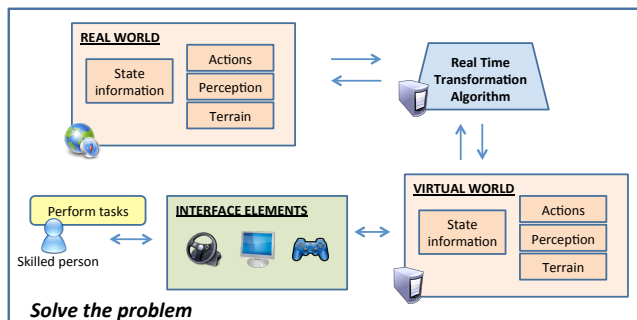 REAL WORLD
State
information
Actions
Perception
Terrain
Real Time
Transformation
Algorithm
Perform tasks
Skilled person
INTERFACE ELEMENTS
VIRTUAL WORLD
State
information
Actions
Perception
Terrain
Solve the problem